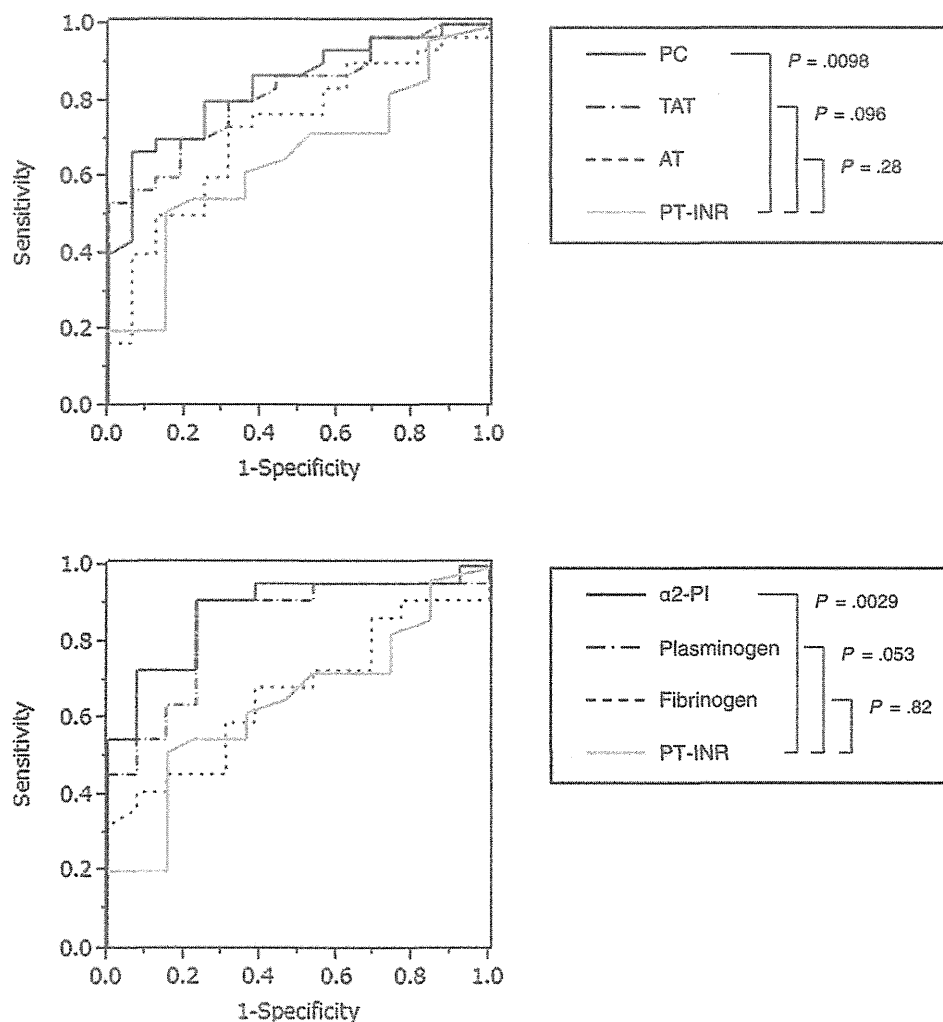 1.0
0.8
0.6
0.4
0.2
0.0
Sensitivity
0.0 0.2 0.4 0.6 0.8 1.0
1-Specificity
PC
TAT
AT
PT-INR
P = .0098
P = .096
P = .28
1.0
0.8
0.6
0.4
0.2
0.0
Sensitivity
0.0 0.2 0.4 0.6 0.8 1.0
1-Specificity
α2-PI
Plasminogen
Fibrinogen
PT-INR
P = .0029
P = .053
P = .82